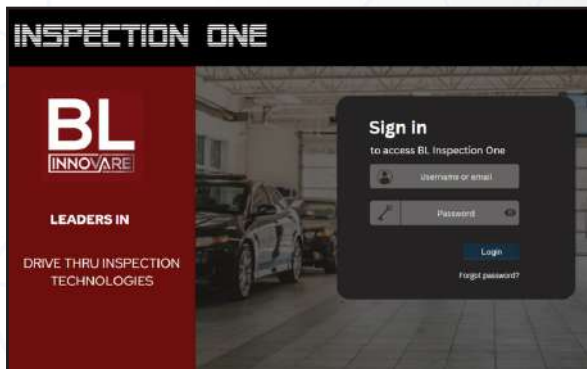 INSPECTION ONE
BL
INNOVARE
LEADERS IN
DRIVE THRU INSPECTION
TECHNOLOGIES
Sign in
to access BL Inspection One
Username or email
Password
Login
Forgot password?